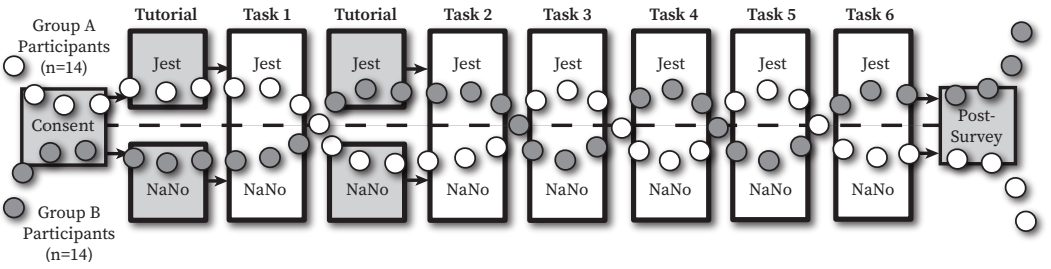 Tutorial Task 1 Tutorial Task 2 Task 3 Task 4 Task 5 Task 6
Group A
Participants
(n=14)
Jest Jest Jest Jest Jest Jest Jest Jest
Consent
Post-
Survey
NaNo NaNo NaNo NaNo NaNo NaNo NaNo NaNo
Group B
Participants
(n=14)